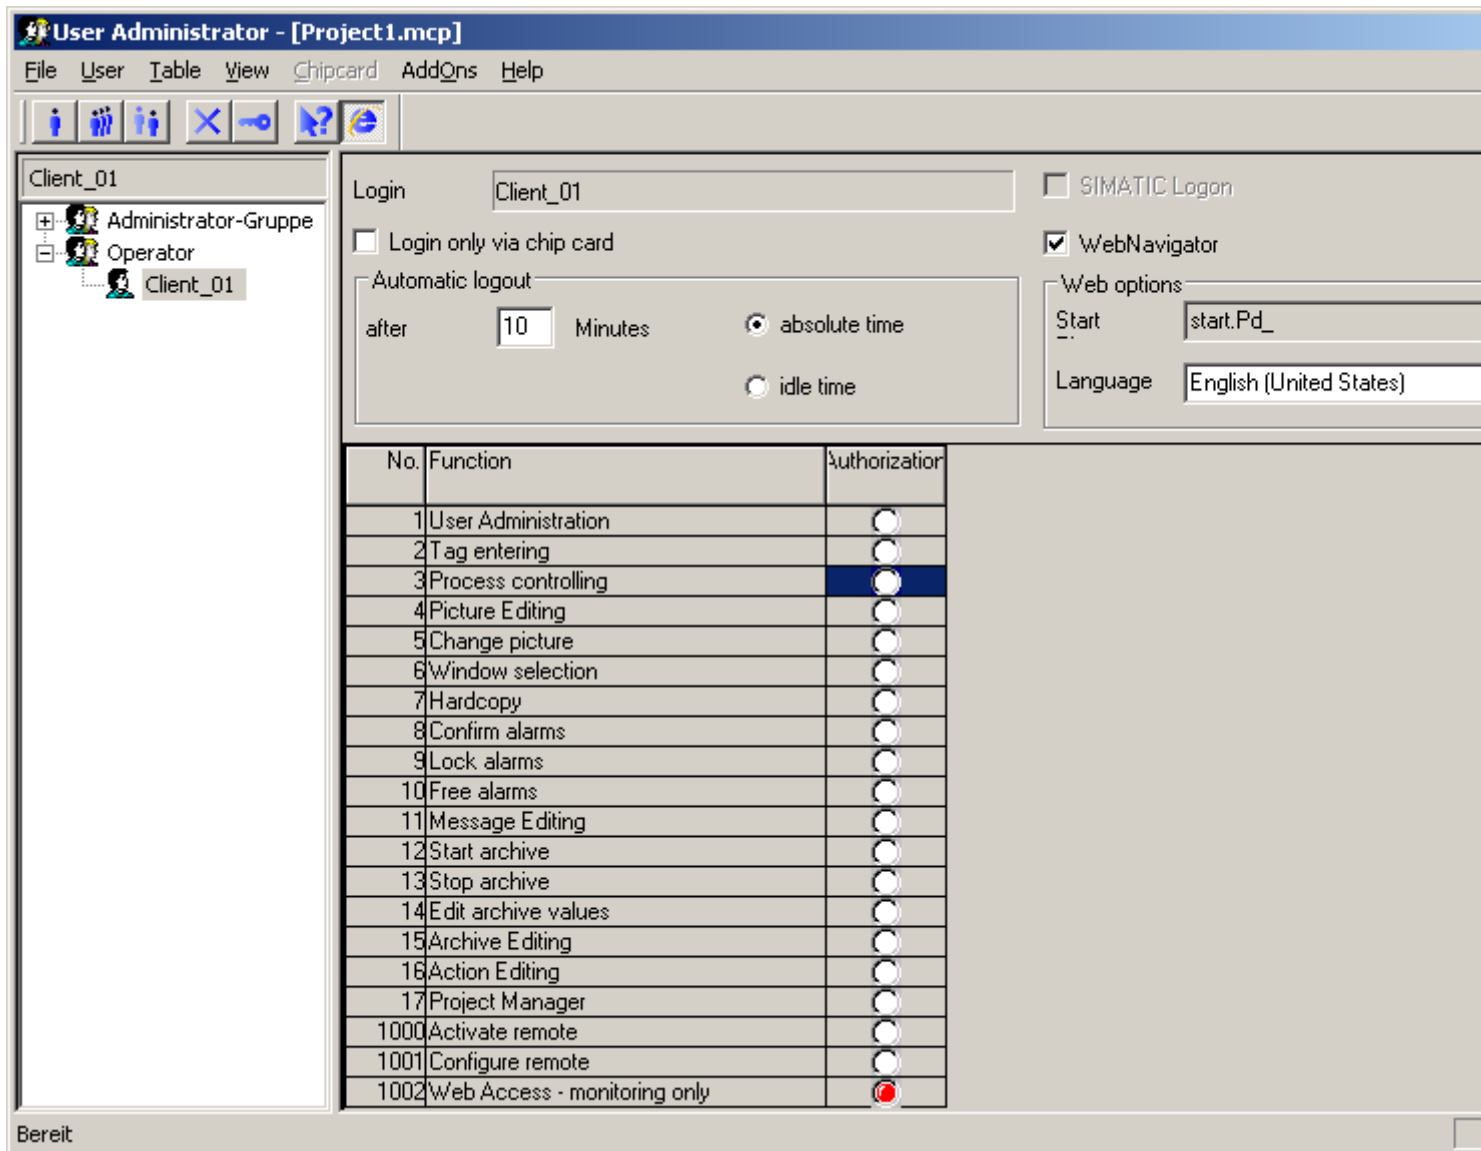 User Administrator - [Project1.mcp]
File User Table View Chipcard AddOns Help
Client_01
Administrator-Gruppe
Operator
Client_01
Login Client_01
SIMATIC Logon
Login only via chip card
WebNavigator
Automatic logout
after 10 Minutes
absolute time
idle time
Web options
Start start.Pd_
Language English (United States)
No. Function Authorization
1 User Administration
2 Tag entering
3 Process controlling
4 Picture Editing
5 Change picture
6 Window selection
7 Hardcopy
8 Confirm alarms
9 Lock alarms
10 Free alarms
11 Message Editing
12 Start archive
13 Stop archive
14 Edit archive values
15 Archive Editing
16 Action Editing
17 Project Manager
1000 Activate remote
1001 Configure remote
1002 Web Access - monitoring only
Bereit